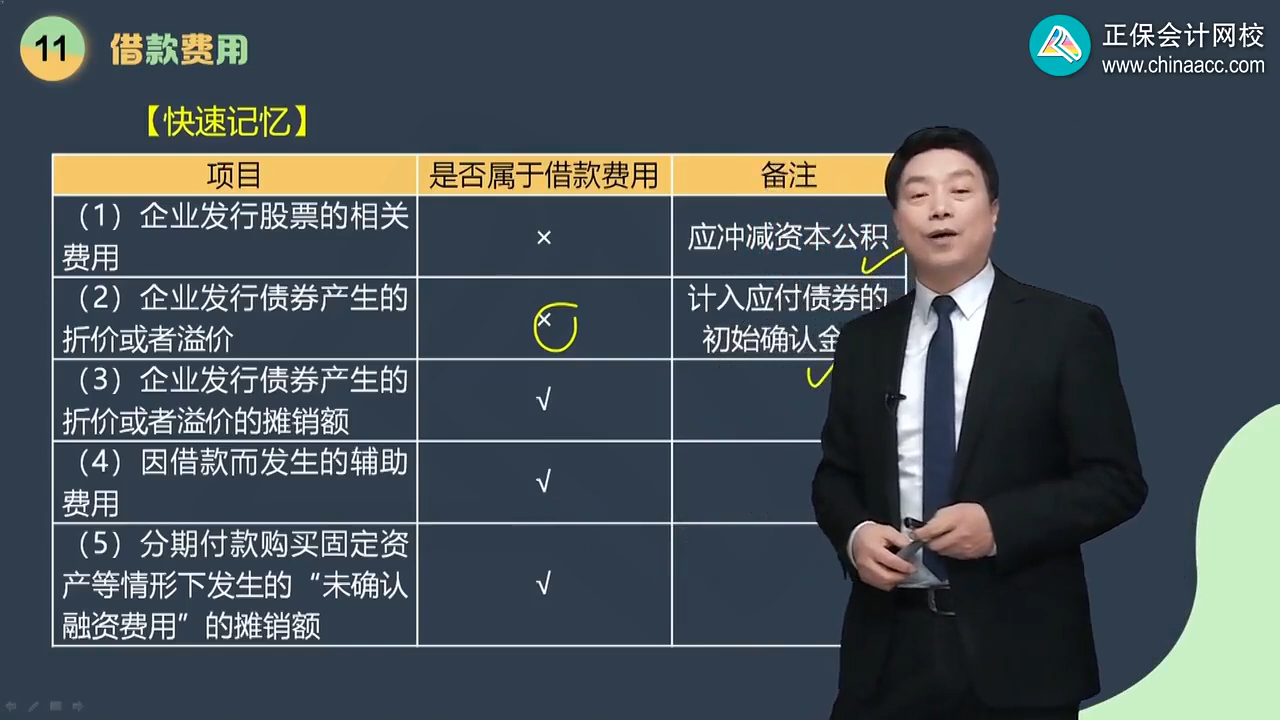 11 借款费用
正保会计网校
www.chinaacc.com
【快速记忆】
项目 是否属于借款费用 备注
（1）企业发行股票的相关
费用
×
应冲减资本公积
（2）企业发行债券产生的
折价或者溢价
×
计入应付债券的
初始确认金
（3）企业发行债券产生的
折价或者溢价的摊销额
√
（4）因借款而发生的辅助
费用
√
（5）分期付款购买固定资
产等情形下发生的“未确认
融资费用”的摊销额
√